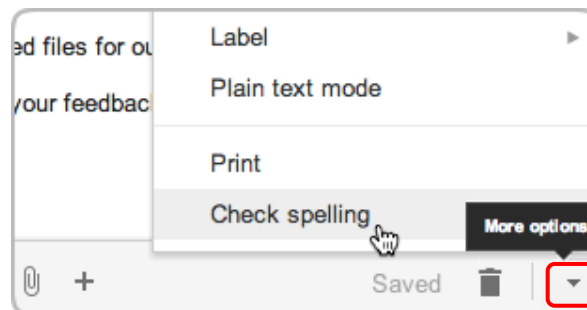 ed files for ou
Label
your feedbac
Plain text mode
Print
Check spelling
More options
Saved